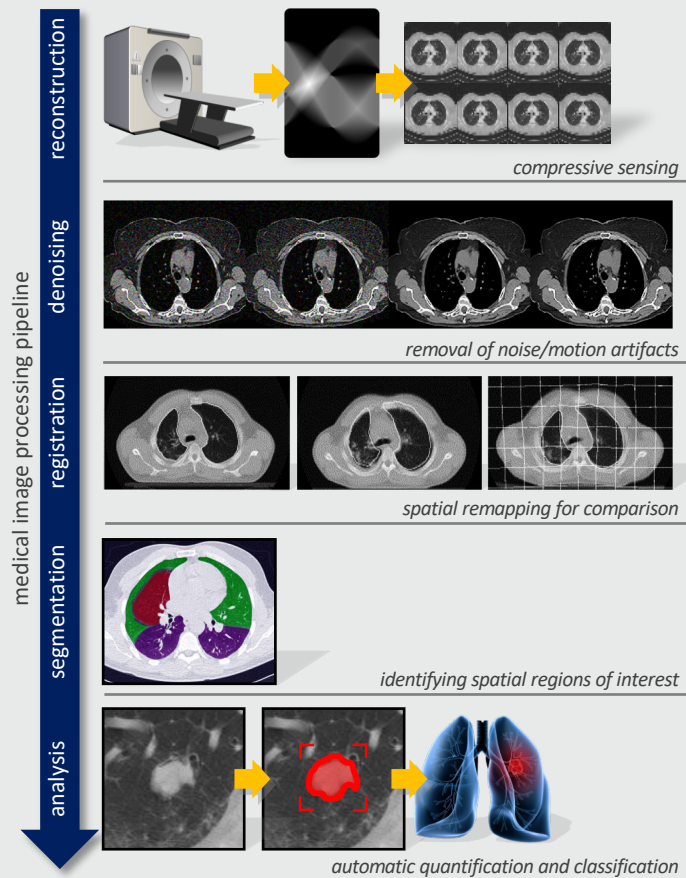 medical image processing pipeline
reconstruction
compressive sensing
denoising
removal of noise/motion artifacts
registration
spatial remapping for comparison
segmentation
identifying spatial regions of interest
analysis
automatic quantification and classification